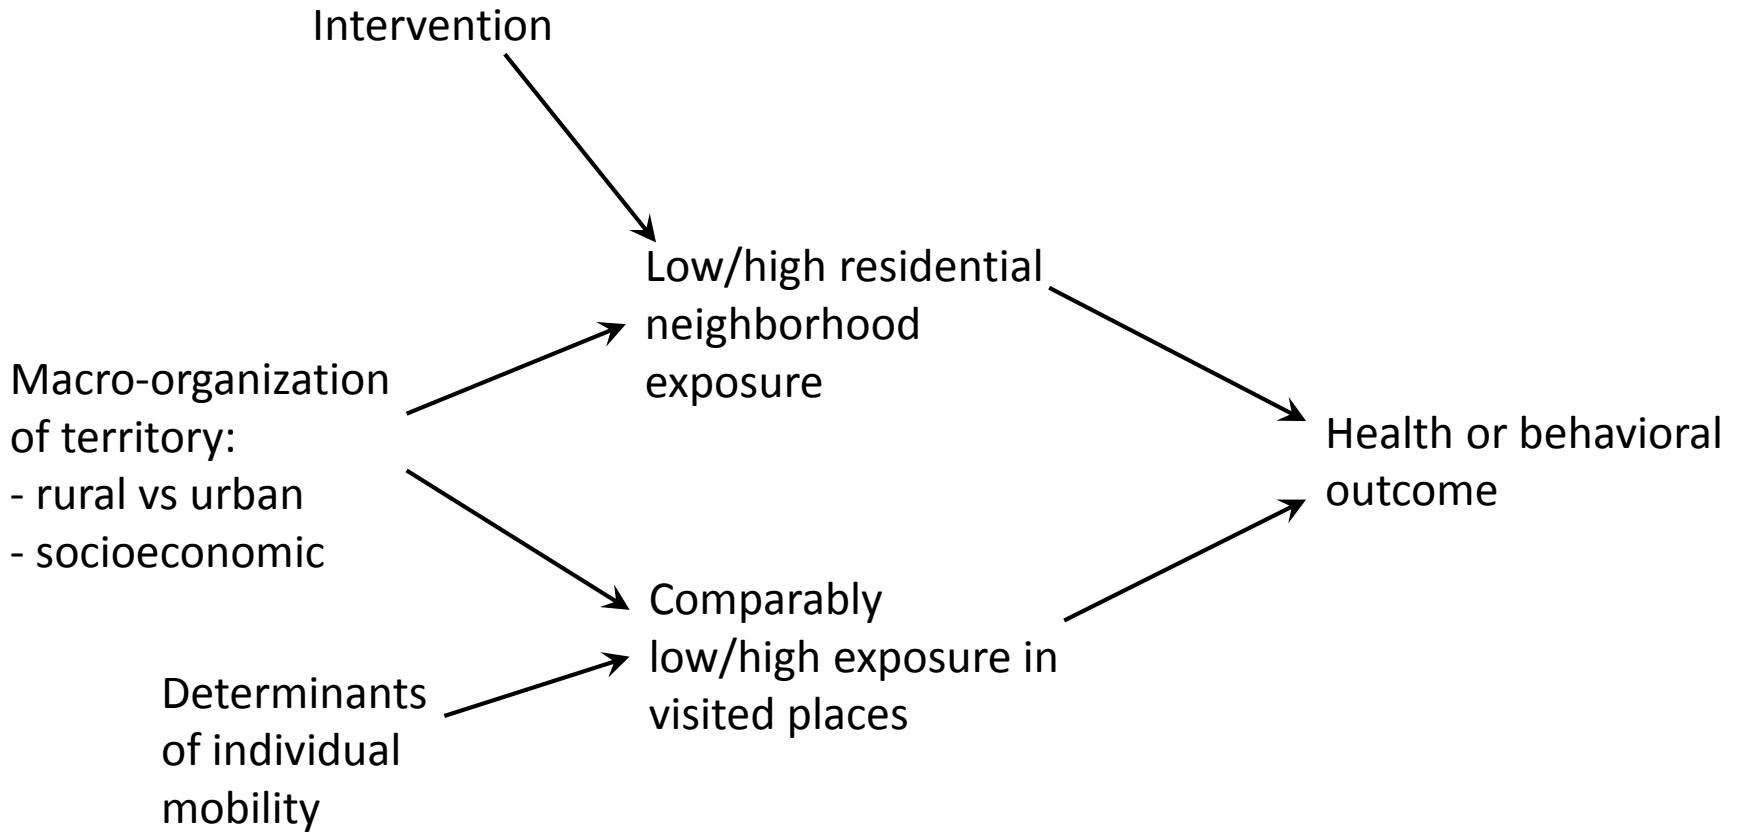 Intervention
Low/high residential
neighborhood
exposure
Macro-organization
of territory:
- rural vs urban
- socioeconomic
Health or behavioral
outcome
Comparably
low/high exposure in
visited places
Determinants
of individual
mobility